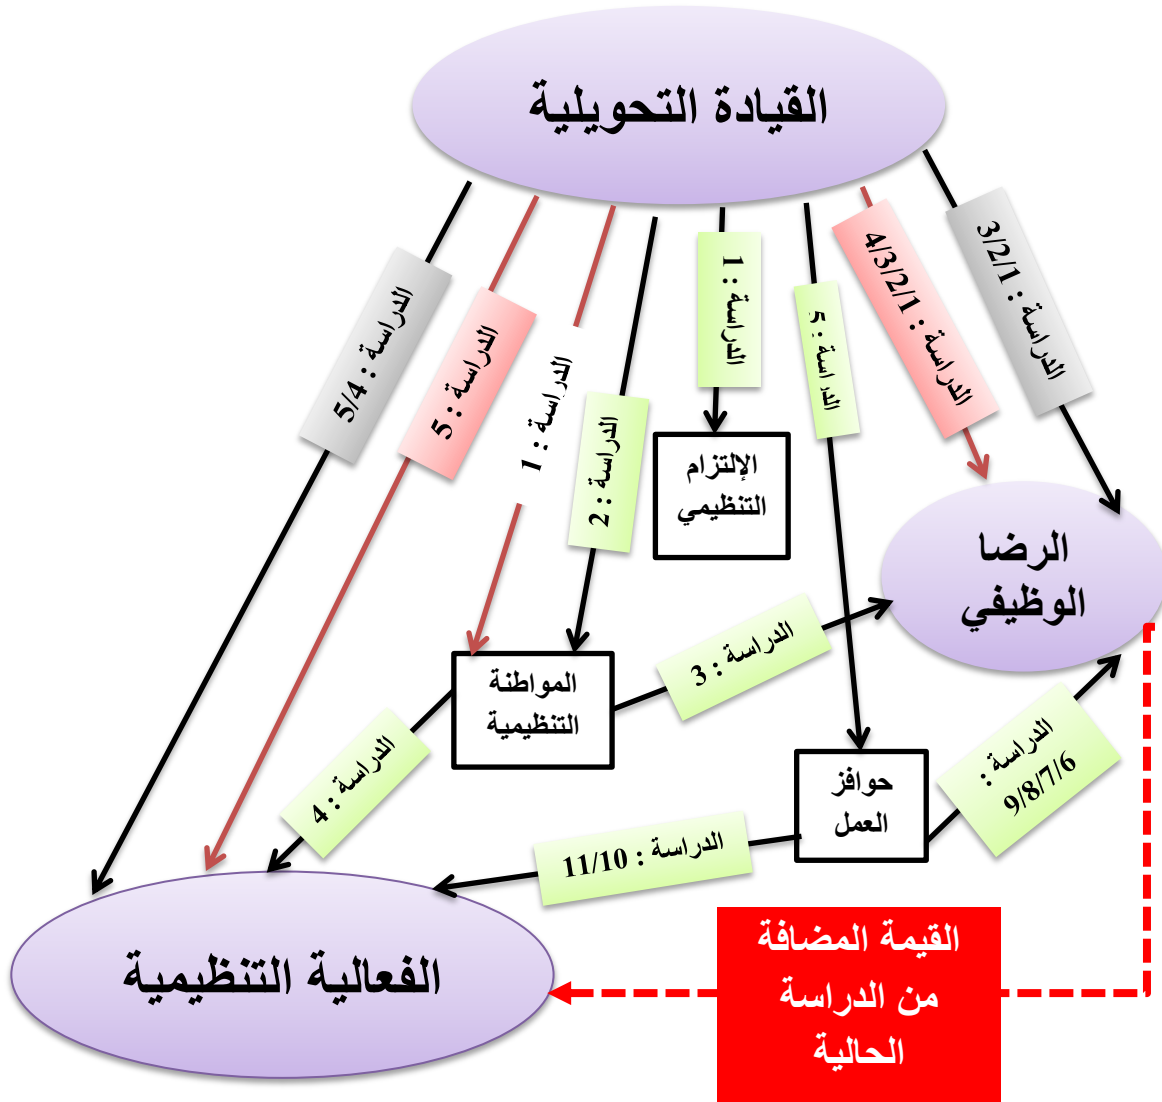 القيادة التحويلية
الدراسة : 5/4
الدراسة : 5
الدراسة : 1
الدراسة : 2
الدراسة : 1
الدراسة : 5
الدراسة : 4/3/2/1
الدراسة : 3/2/1
الإلتزام
التنظيمي
الرضا
الوظيفي
المواطنة
التنظيمية
الدراسة : 3
الدراسة : 4
حوافز
العمل
الدراسة :
9/8/7/6
الدراسة : 11/10
الفعالية التنظيمية
القيمة المضافة
من الدراسة
الحالية